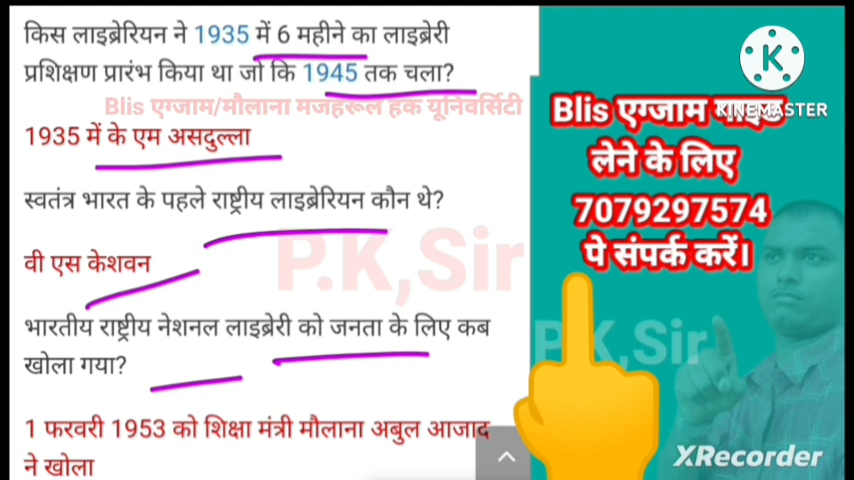 किस लाइब्रेरियन ने 1935 में 6 महीने का लाइब्रेरी
प्रशिक्षण प्रारंभ किया था जो कि 1945 तक चला?
Blis एग्जाम/मौलाना मजहरूल हक यूनिवर्सिटी
1935 में के एम असदुल्ला
स्वतंत्र भारत के पहले राष्ट्रीय लाइब्रेरियन कौन थे?
P.K,Sir
वी एस केशवन
भारतीय राष्ट्रीय नेशनल लाइब्रेरी को जनता के लिए कब
खोला गया?
1 फरवरी 1953 को शिक्षा मंत्री मौलाना अबुल आजाद
ने खोला
K
KINEMASTER
Blis एग्जाम गाइड
लेने के लिए
7079297574
पे संपर्क करें।
P.K,Sir
XRecorder